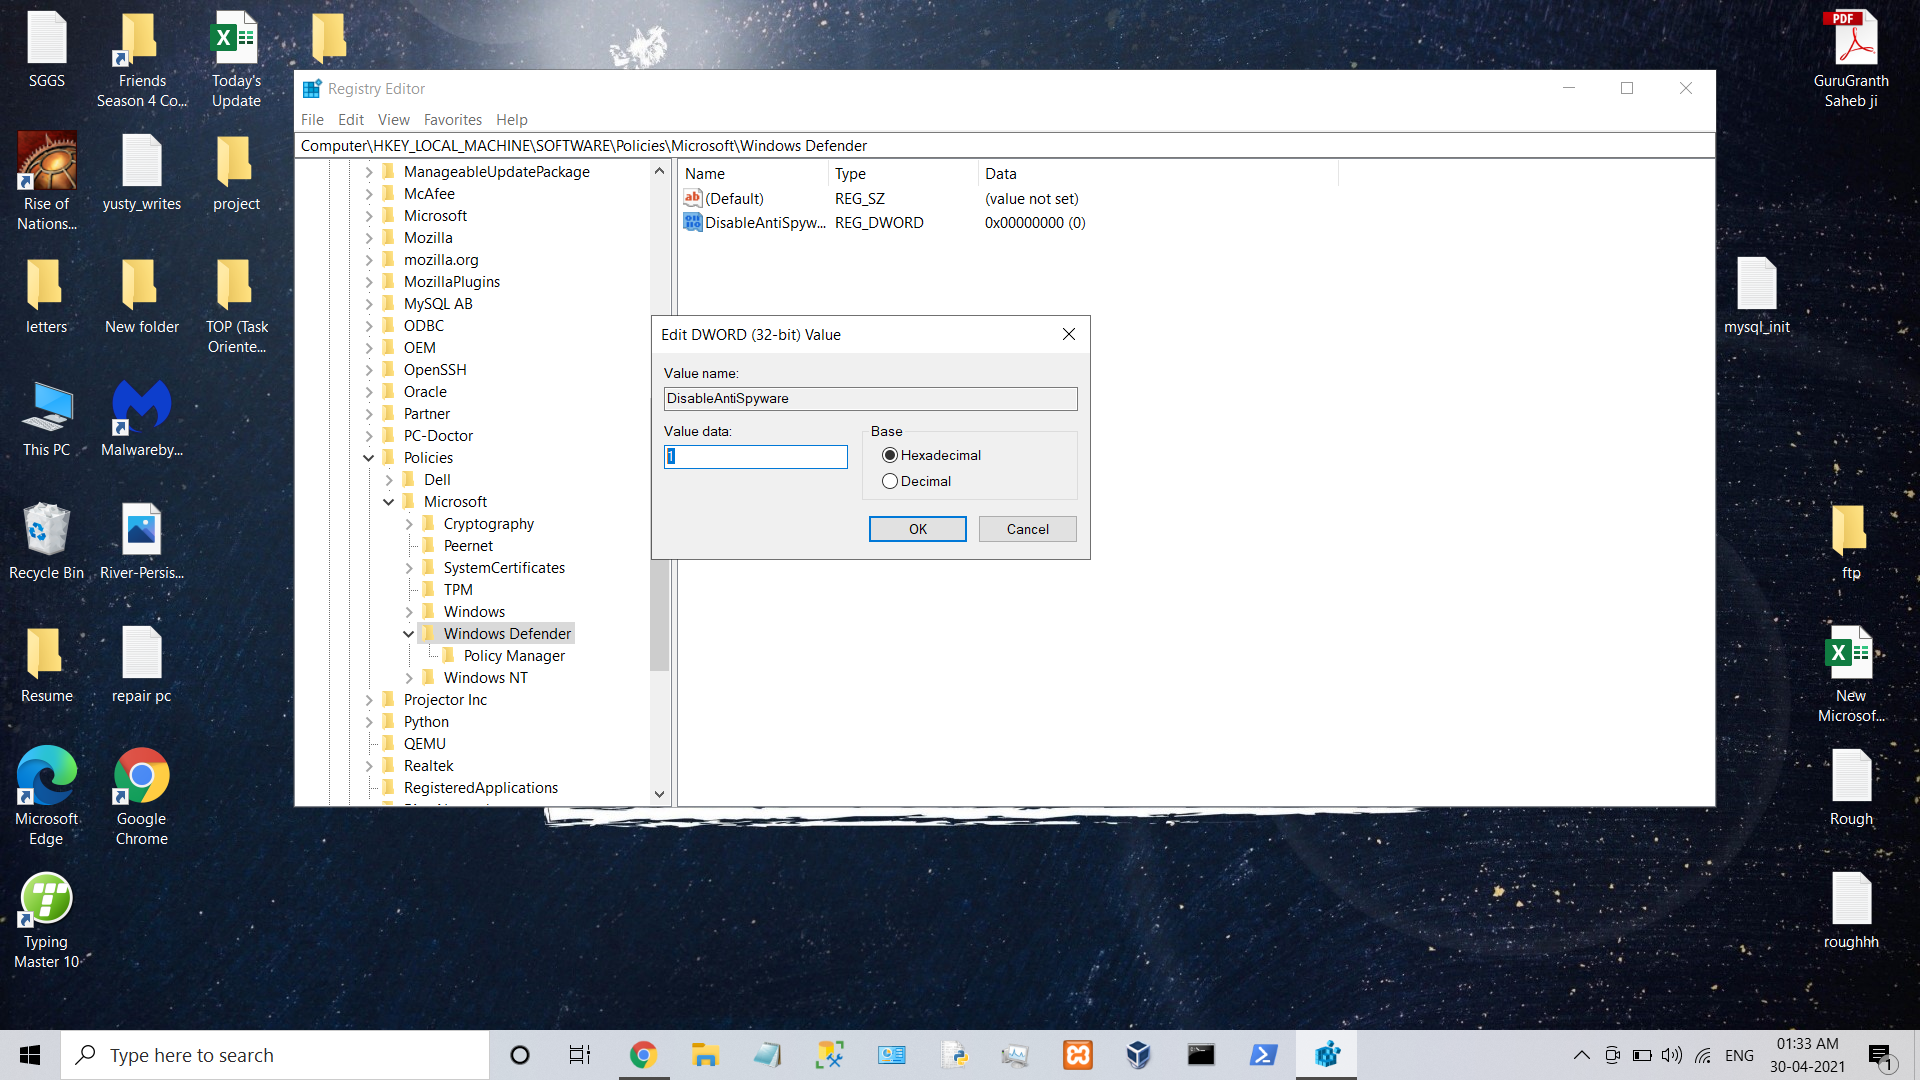 SGGS
Friends
Season 4 Co...
Today's
Update
Rise of
Nations...
yusty_writes
project
letters
New folder
TOP (Task
Oriente...
This PC
Malwareby...
Recycle Bin
River-Persis...
Resume
repair pc
Microsoft
Edge
Google
Chrome
Typing
Master 10
Registry Editor
File Edit View Favorites Help
Computer\HKEY_LOCAL_MACHINE\SOFTWARE\Policies\Microsoft\Windows Defender
ManageableUpdatePackage
McAfee
Microsoft
Mozilla
mozilla.org
MozillaPlugins
MySQL AB
ODBC
OEM
OpenSSH
Oracle
Partner
PC-Doctor
Policies
Dell
Microsoft
Cryptography
Peernet
SystemCertificates
TPM
Windows
Windows Defender
Policy Manager
Windows NT
Projector Inc
Python
QEMU
Realtek
RegisteredApplications
Name Type Data
ab (Default) REG_SZ (value not set)
DisableAntiSpyw... REG_DWORD 0x00000000 (0)
Edit DWORD (32-bit) Value
Value name:
DisableAntiSpyware
Value data:
1
Base
Hexadecimal
Decimal
OK
Cancel
PDF
GuruGranth
Saheb ji
mysql_init
ftp
New
Microsof...
Rough
roughhh
Type here to search
ENG
01:33 AM
30-04-2021
1